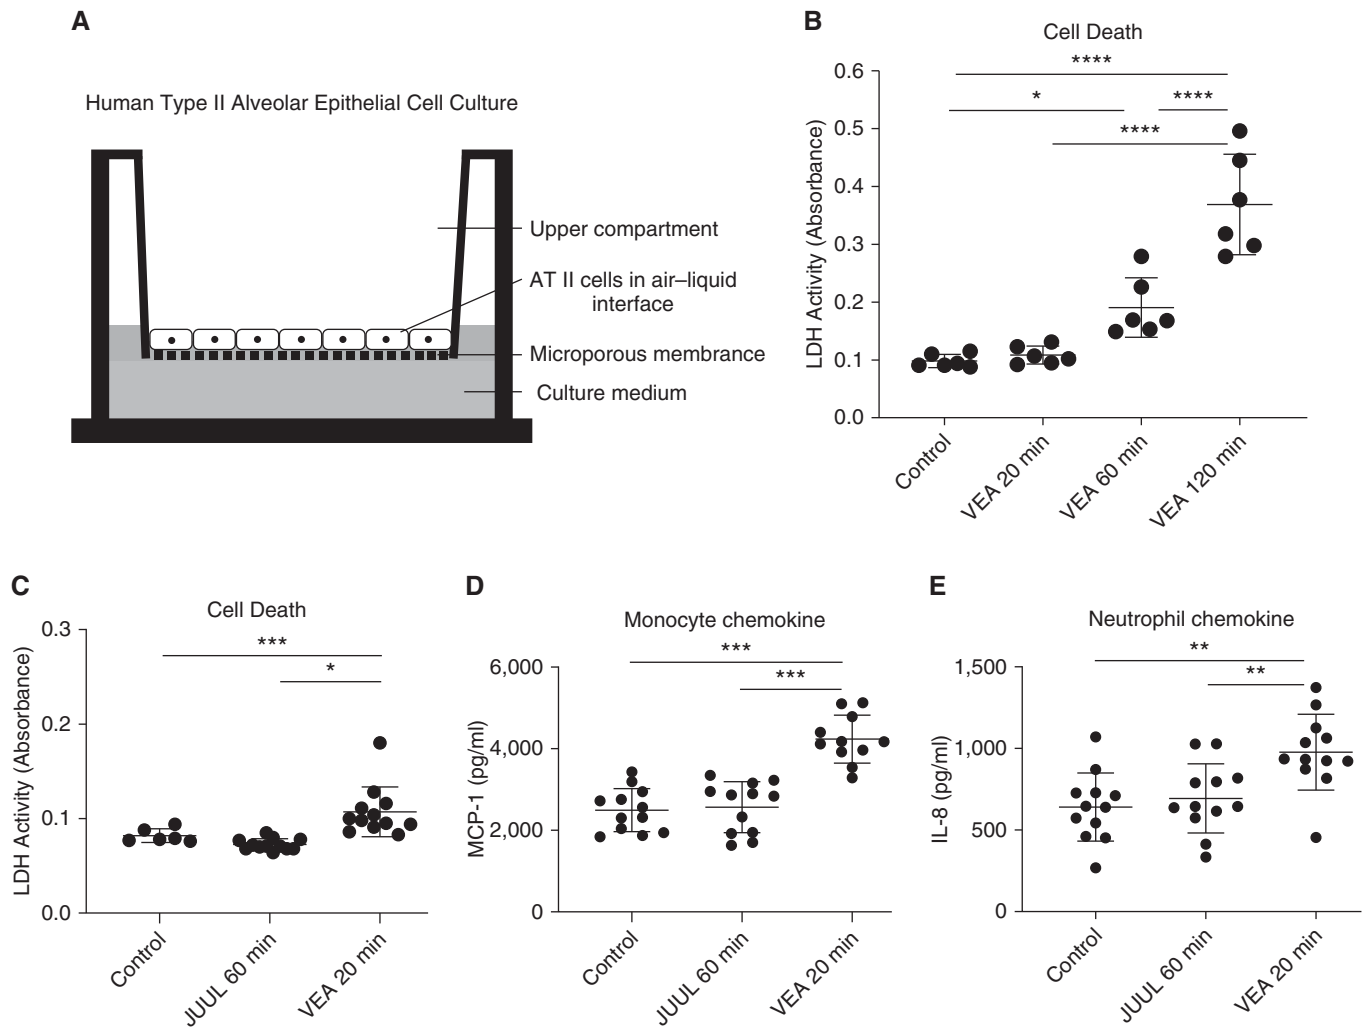 A
Human Type II Alveolar Epithelial Cell Culture
Upper compartment
AT II cells in air–liquid
interface
Microporous membrance
Culture medium
B
Cell Death
****
*
****
****
LDH Activity (Absorbance)
0.6
0.5
0.4
0.3
0.2
0.1
0.0
Control
VEA 20 min
VEA 60 min
VEA 120 min
C
Cell Death
***
*
LDH Activity (Absorbance)
0.3
0.2
0.1
0.0
Control
JUUL 60 min
VEA 20 min
D
Monocyte chemokine
***
***
MCP-1 (pg/ml)
6,000
4,000
2,000
0
Control
JUUL 60 min
VEA 20 min
E
Neutrophil chemokine
**
**
IL-8 (pg/ml)
1,500
1,000
500
0
Control
JUUL 60 min
VEA 20 min